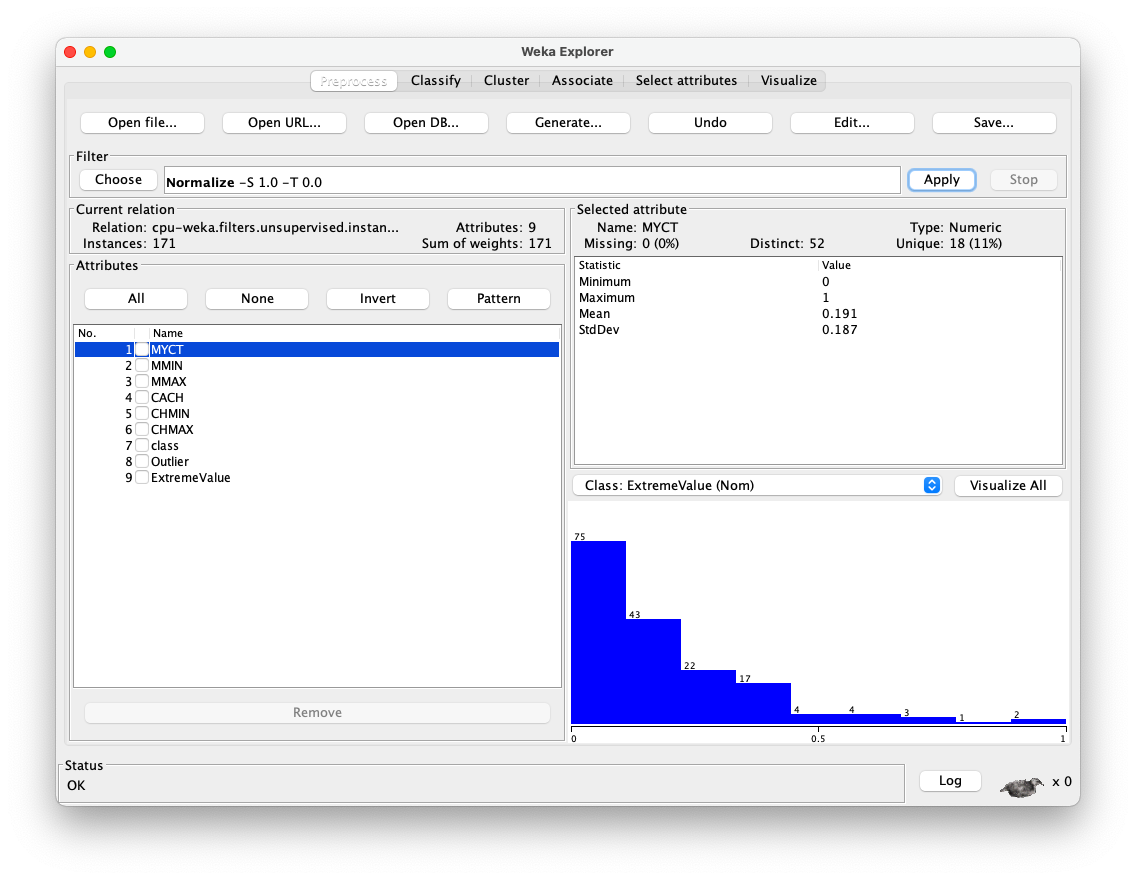 Weka Explorer
Preprocess Classify Cluster Associate Select attributes Visualize
Open file... Open URL... Open DB... Generate... Undo Edit... Save...
Filter
Choose Normalize -S 1.0 -T 0.0 Apply Stop
Current relation
Relation: cpu-weka.filters.unsupervised.instan... Attributes: 9
Instances: 171 Sum of weights: 171
Attributes
All None Invert Pattern
No. Name
1 MYCT
2 MMIN
3 MMAX
4 CACH
5 CHMIN
6 CHMAX
7 class
8 Outlier
9 ExtremeValue
Remove
Selected attribute
Name: MYCT Type: Numeric
Missing: 0 (0%) Distinct: 52 Unique: 18 (11%)
Statistic Value
Minimum 0
Maximum 1
Mean 0.191
StdDev 0.187
Class: ExtremeValue (Nom) Visualize All
75
43
22
17
4 4 3 1 2
0 0.5 1
Status
OK
Log x 0